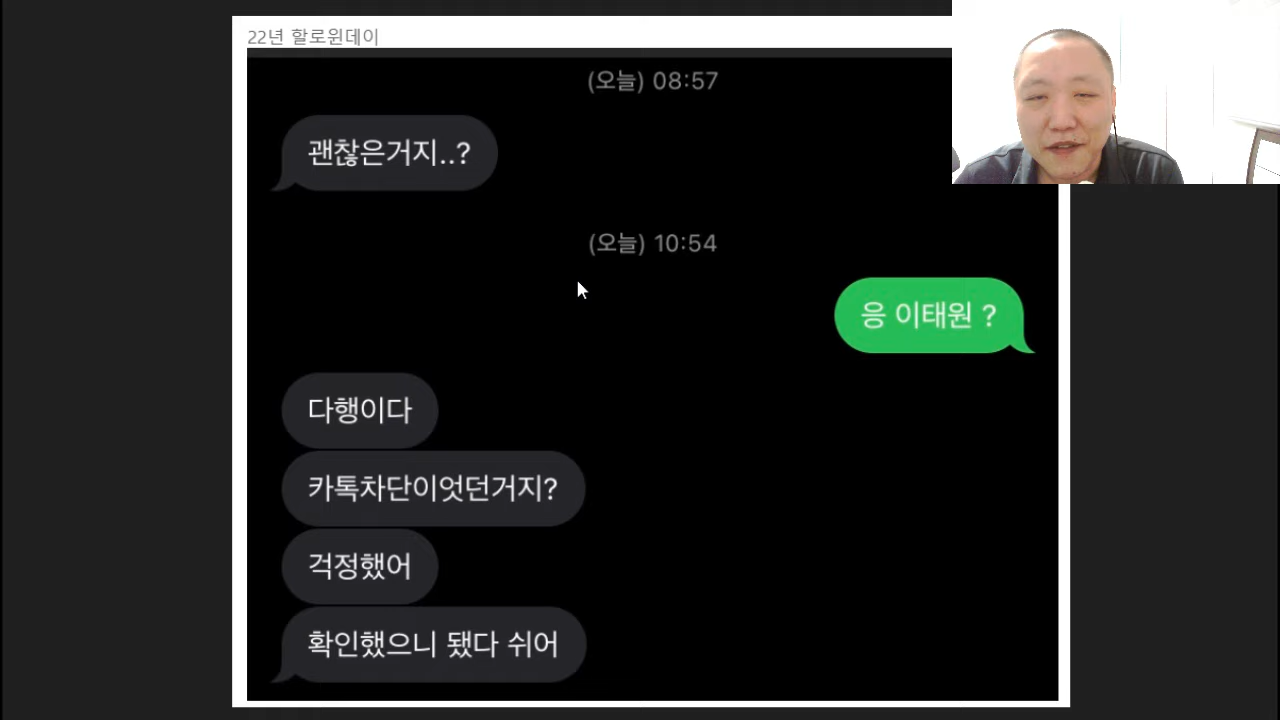 22년 할로윈데이
(오늘) 08:57
괜찮은거지..?
(오늘) 10:54
응 이태원 ?
다행이다
카톡차단이엇던거지?
걱정했어
확인했으니 됐다 쉬어